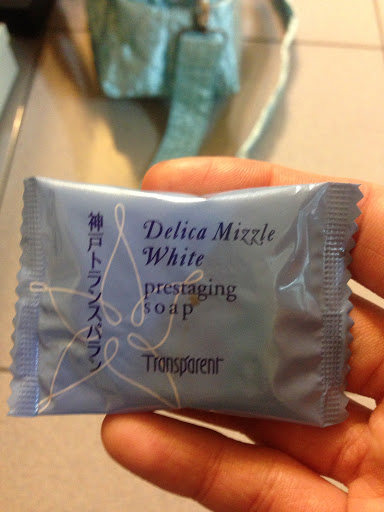 神戸トランスパラン
Delica Mizzle
White
prestaging
soap
Transparent